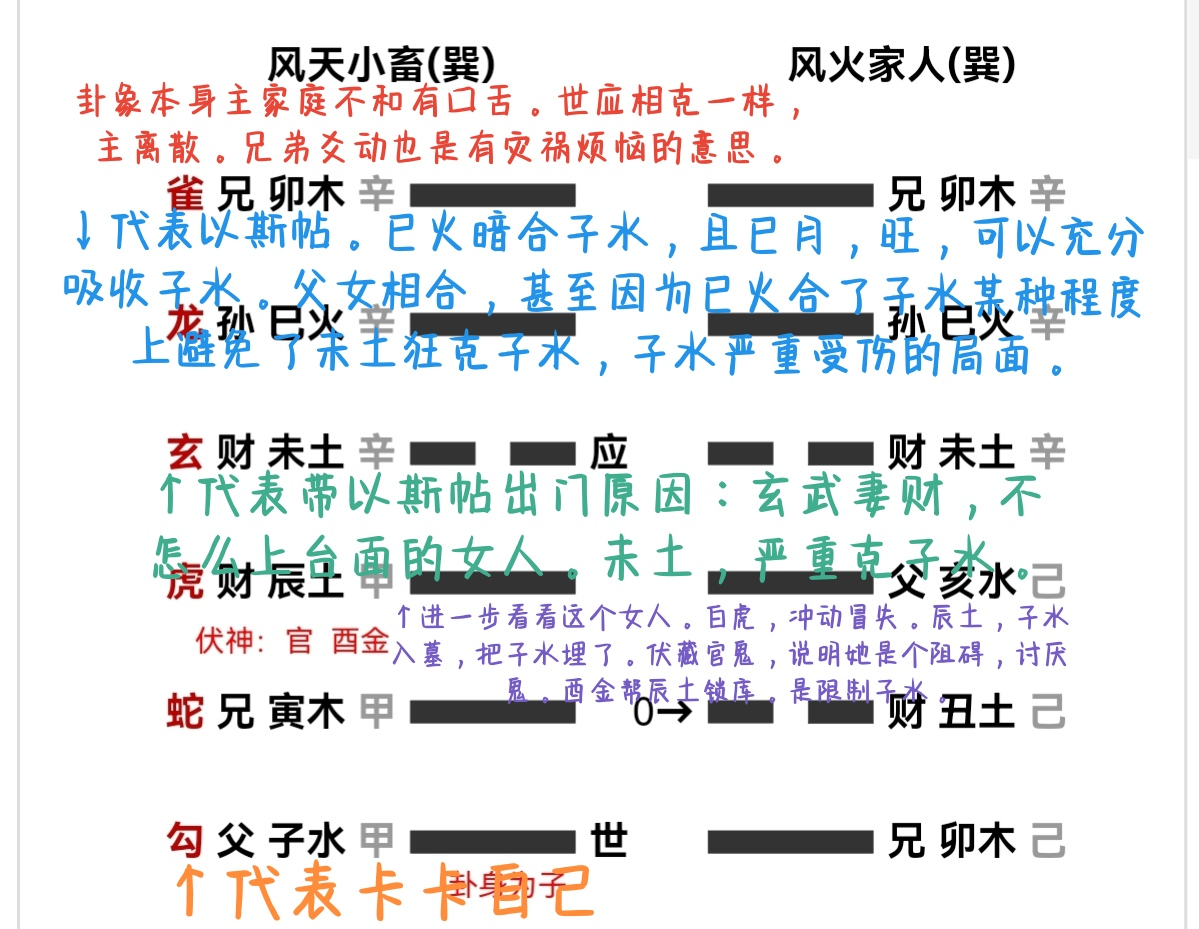 风天小畜(巽) 风火家人(巽)
卦象本身主家庭不和有口舌。世应相克一样，
主离散。兄弟爻动也是有灾祸烦恼的意思。
雀 兄 卯木 辛 兄 卯木 辛
↓代表以斯帖。巳火暗合子水，且巳月，旺，可以充分
吸收子水。父女相合，甚至因为巳火合了子水某种程度
龙 孙 巳火 辛 孙 巳火 辛
上避免了未土狂克子水，子水严重受伤的局面。
玄 财 未土 辛 应 财 未土 辛
↑代表带以斯帖出门原因：玄武妻财，不
怎么上台面的女人。未土，严重克子水。
虎 财 辰土 甲 父 亥水 己
↑进一步看看这个女人。白虎，冲动冒失。辰土，子水
伏神：官 酉金
入墓，把子水埋了。伏藏官鬼，说明她是个阻碍，讨厌
鬼。酉金帮辰土锁库。是限制子水。
蛇 兄 寅木 甲 0→ 财 丑土 己
勾 父 子水 甲 世 兄 卯木 己
卦身为子
↑代表卡卡自己